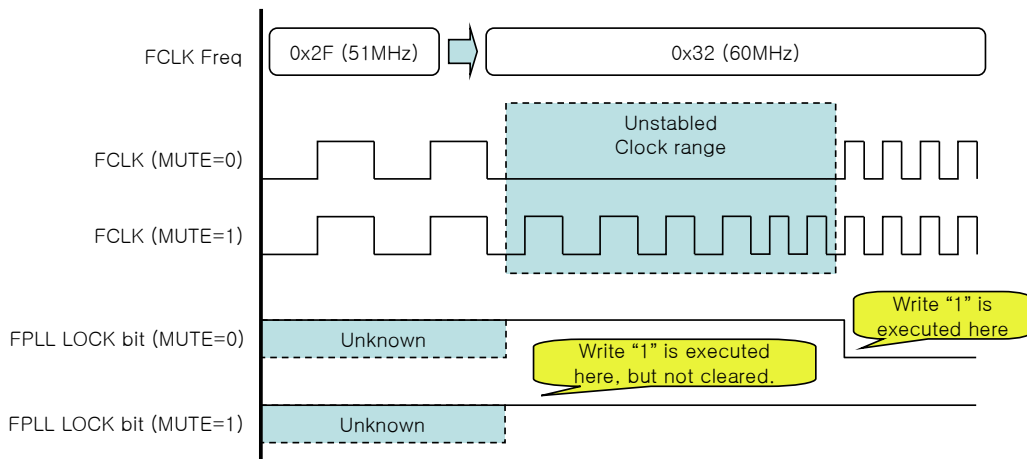 FCLK Freq
0x2F (51MHz)
0x32 (60MHz)
Unstabled
Clock range
FCLK (MUTE=0)
FCLK (MUTE=1)
FPLL LOCK bit (MUTE=0)
Unknown
Write “1” is
executed here
Write “1” is executed
here, but not cleared.
FPLL LOCK bit (MUTE=1)
Unknown